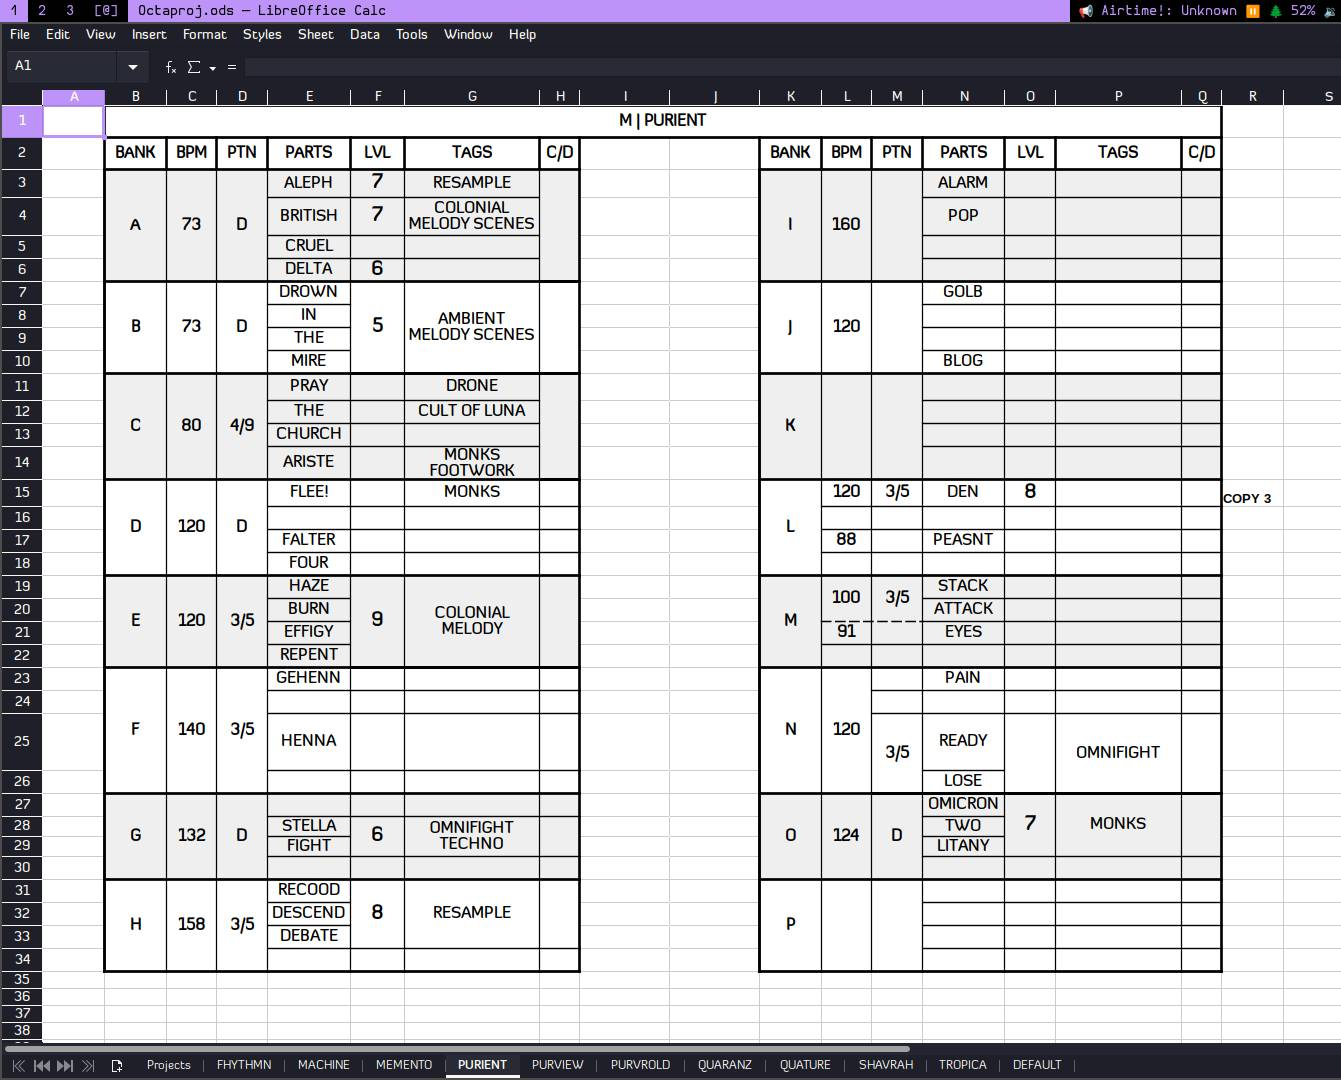 1 2 3 [@] Octaproj.ods — LibreOffice Calc Airtime!: Unknown 52%
File Edit View Insert Format Styles Sheet Data Tools Window Help
A1 fx Σ =
A B C D E F G H I J K L M N O P Q R S
1 M | PURIENT
2 BANK BPM PTN PARTS LVL TAGS C/D BANK BPM PTN PARTS LVL TAGS C/D
3 ALEPH 7 RESAMPLE ALARM
4 BRITISH 7 COLONIAL MELODY SCENES POP
A 73 D I 160
5 CRUEL
6 DELTA 6
7 DROWN GOLB
8 IN
B 73 D 5 AMBIENT MELODY SCENES J 120
9 THE
10 MIRE BLOG
11 PRAY DRONE
12 THE CULT OF LUNA
C 80 4/9 K
13 CHURCH
14 ARISTE MONKS FOOTWORK
15 FLEE! MONKS 120 3/5 DEN 8 COPY 3
16
D 120 D L
17 FALTER 88 PEASNT
18 FOUR
19 HAZE STACK
100 3/5
20 BURN ATTACK
E 120 3/5 9 COLONIAL MELODY M
21 EFFIGY 91 EYES
22 REPENT
23 GEHENN PAIN
24
F 140 3/5 N 120
25 HENNA READY
3/5 OMNIFIGHT
26 LOSE
27 OMICRON
28 STELLA TWO
G 132 D 6 OMNIFIGHT TECHNO O 124 D 7 MONKS
29 FIGHT LITANY
30
31 RECOOD
32 DESCEND
H 158 3/5 8 RESAMPLE P
33 DEBATE
34
35
36
37
38
Projects FHYTHMN MACHINE MEMENTO PURIENT PURVIEW PURVROLD QUARANZ QUATURE SHAVRAH TROPICA DEFAULT